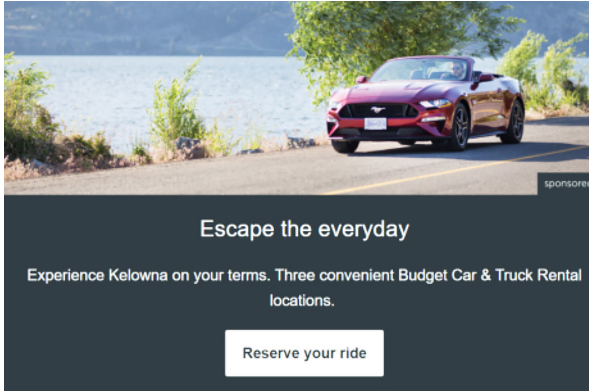 sponsored
Escape the everyday
Experience Kelowna on your terms. Three convenient Budget Car & Truck Rental
locations.
Reserve your ride